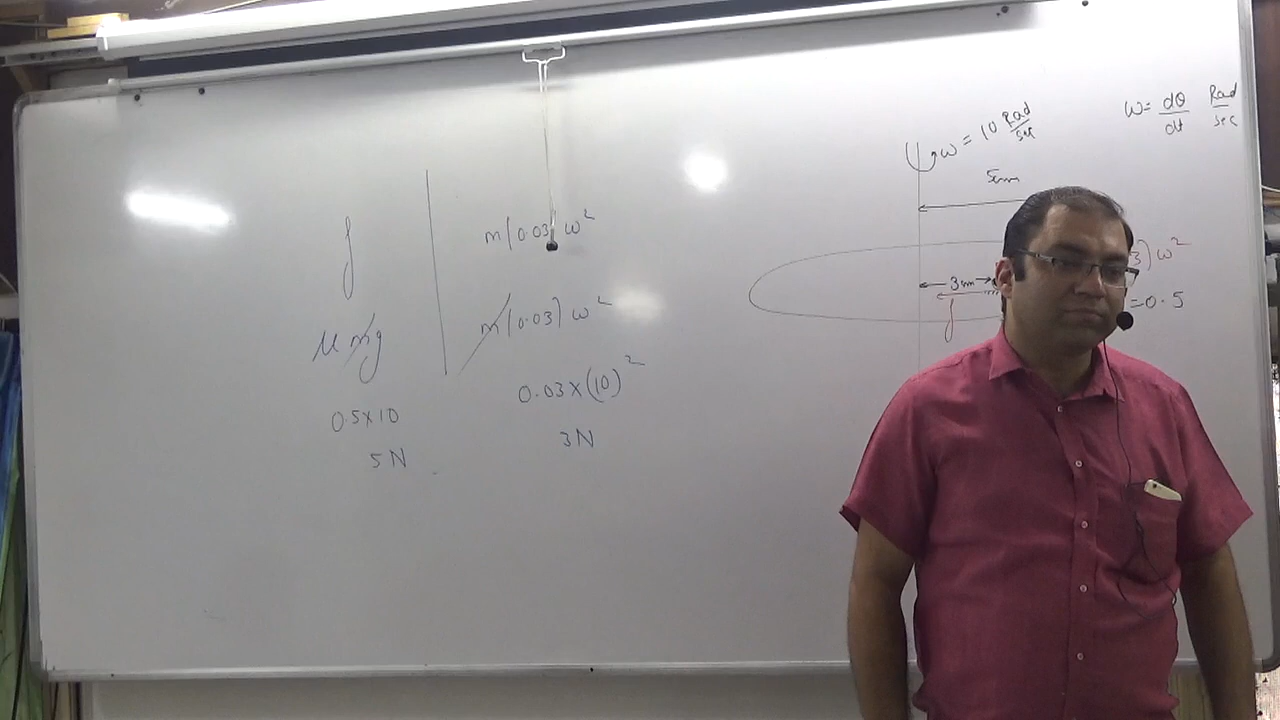 f
μmg
0.5×10
5N
m(0.03) ω²
m(0.03) ω²
0.03×(10)²
3N
ω = 10 Rad/sec
5cm
3cm
f
ω = dθ/dt Rad/sec
3) ω²
=0.5